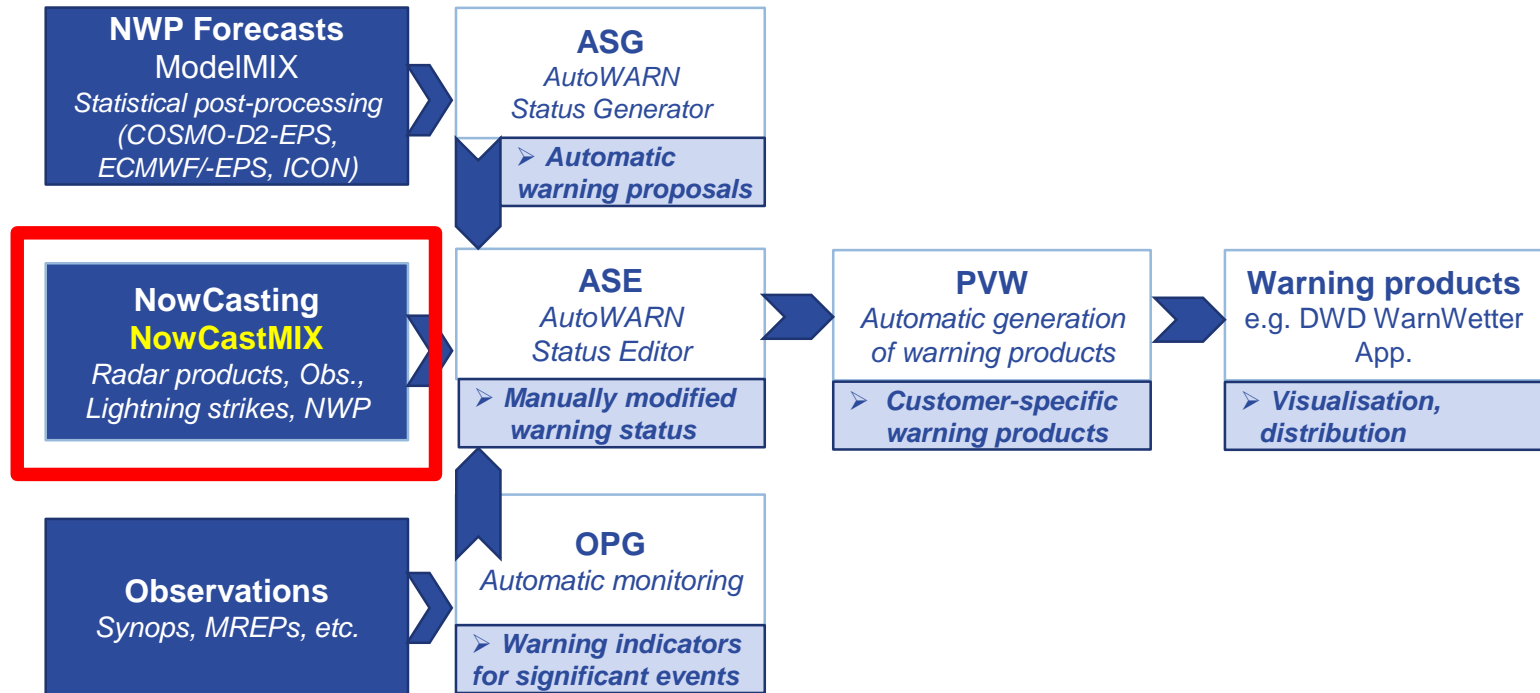 NWP Forecasts
ModelMIX
Statistical post-processing
(COSMO-D2-EPS,
ECMWF/-EPS, ICON)
ASG
AutoWARN
Status Generator
➢ Automatic
warning proposals
NowCasting
NowCastMIX
Radar products, Obs.,
Lightning strikes, NWP
ASE
AutoWARN
Status Editor
➢ Manually modified
warning status
PVW
Automatic generation
of warning products
➢ Customer-specific
warning products
Warning products
e.g. DWD WarnWetter
App.
➢ Visualisation,
distribution
Observations
Synops, MREPs, etc.
OPG
Automatic monitoring
➢ Warning indicators
for significant events